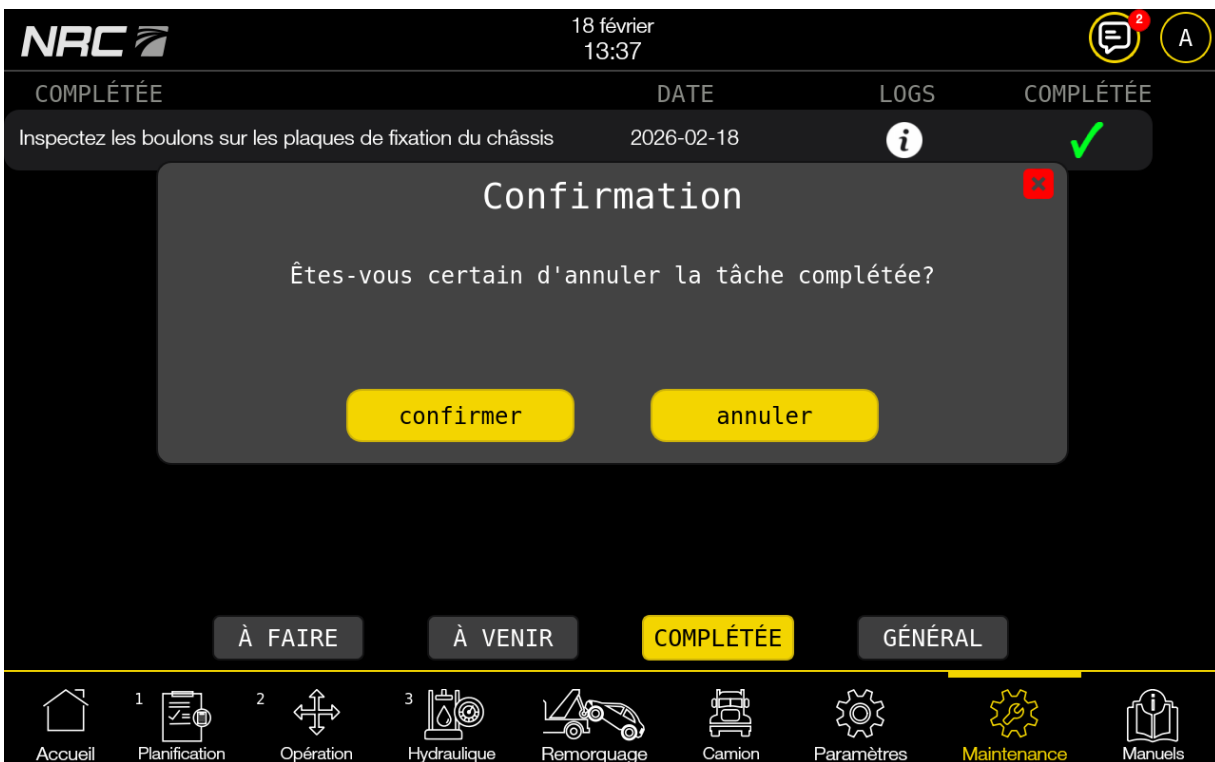 NRC
18 février
13:37
2
A
COMPLÉTÉE DATE LOGS COMPLÉTÉE
Inspectez les boulons sur les plaques de fixation du châssis 2026-02-18 i
Confirmation
Êtes-vous certain d'annuler la tâche complétée?
confirmer annuler
À FAIRE À VENIR COMPLÉTÉE GÉNÉRAL
1 2 3
Accueil Planification Opération Hydraulique Remorquage Camion Paramètres Maintenance Manuels